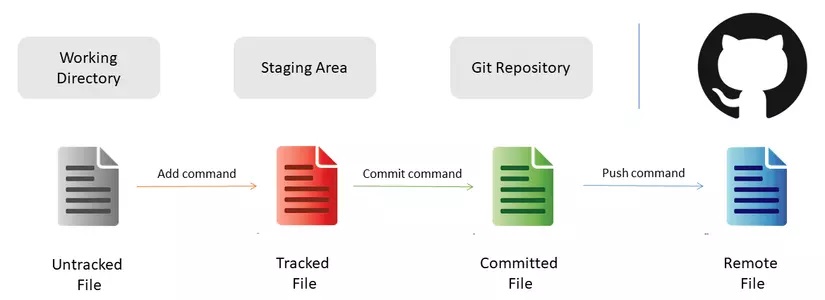 Working
Directory
Staging Area
Git Repository
Add command
Commit command
Push command
Untracked
File
Tracked
File
Committed
File
Remote
File